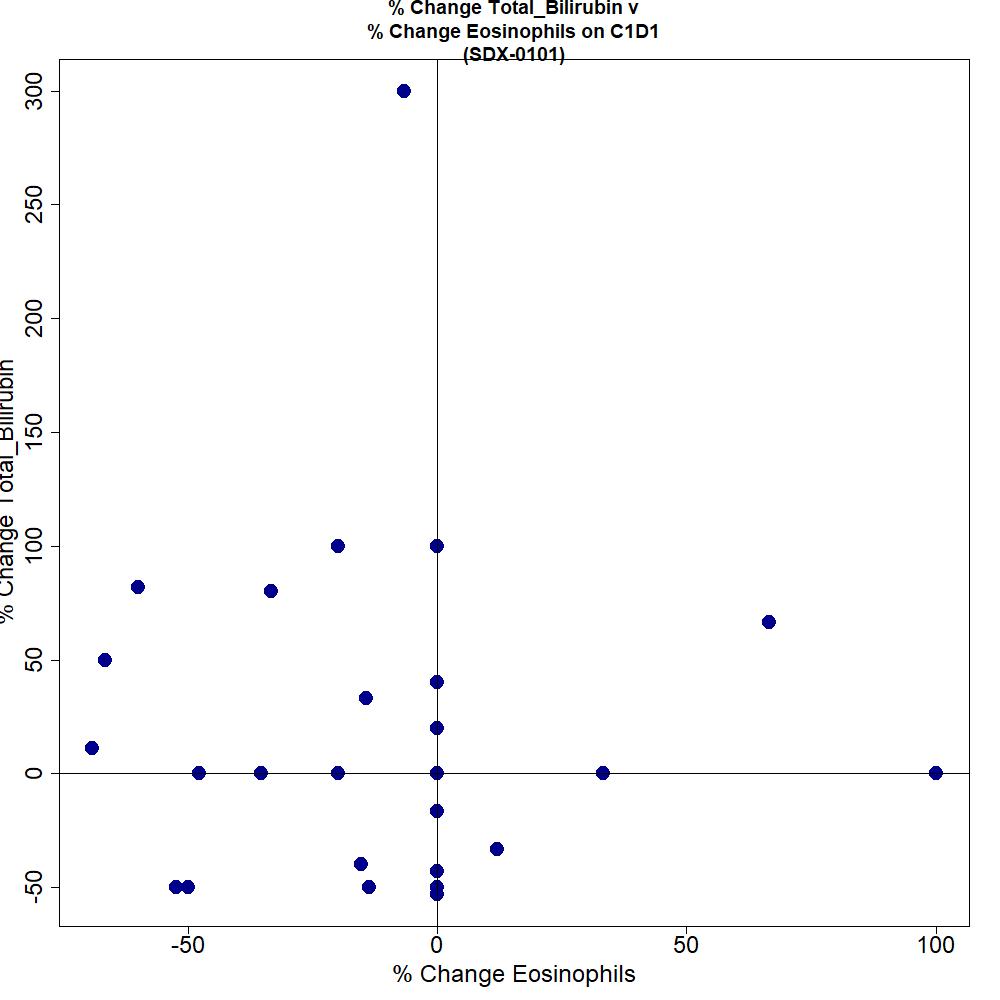 % Change Total_Bilirubin v
% Change Eosinophils on C1D1
(SDX-0101)
% Change Total_Bilirubin
300
250
200
150
100
50
0
-50
-50
0
50
100
% Change Eosinophils